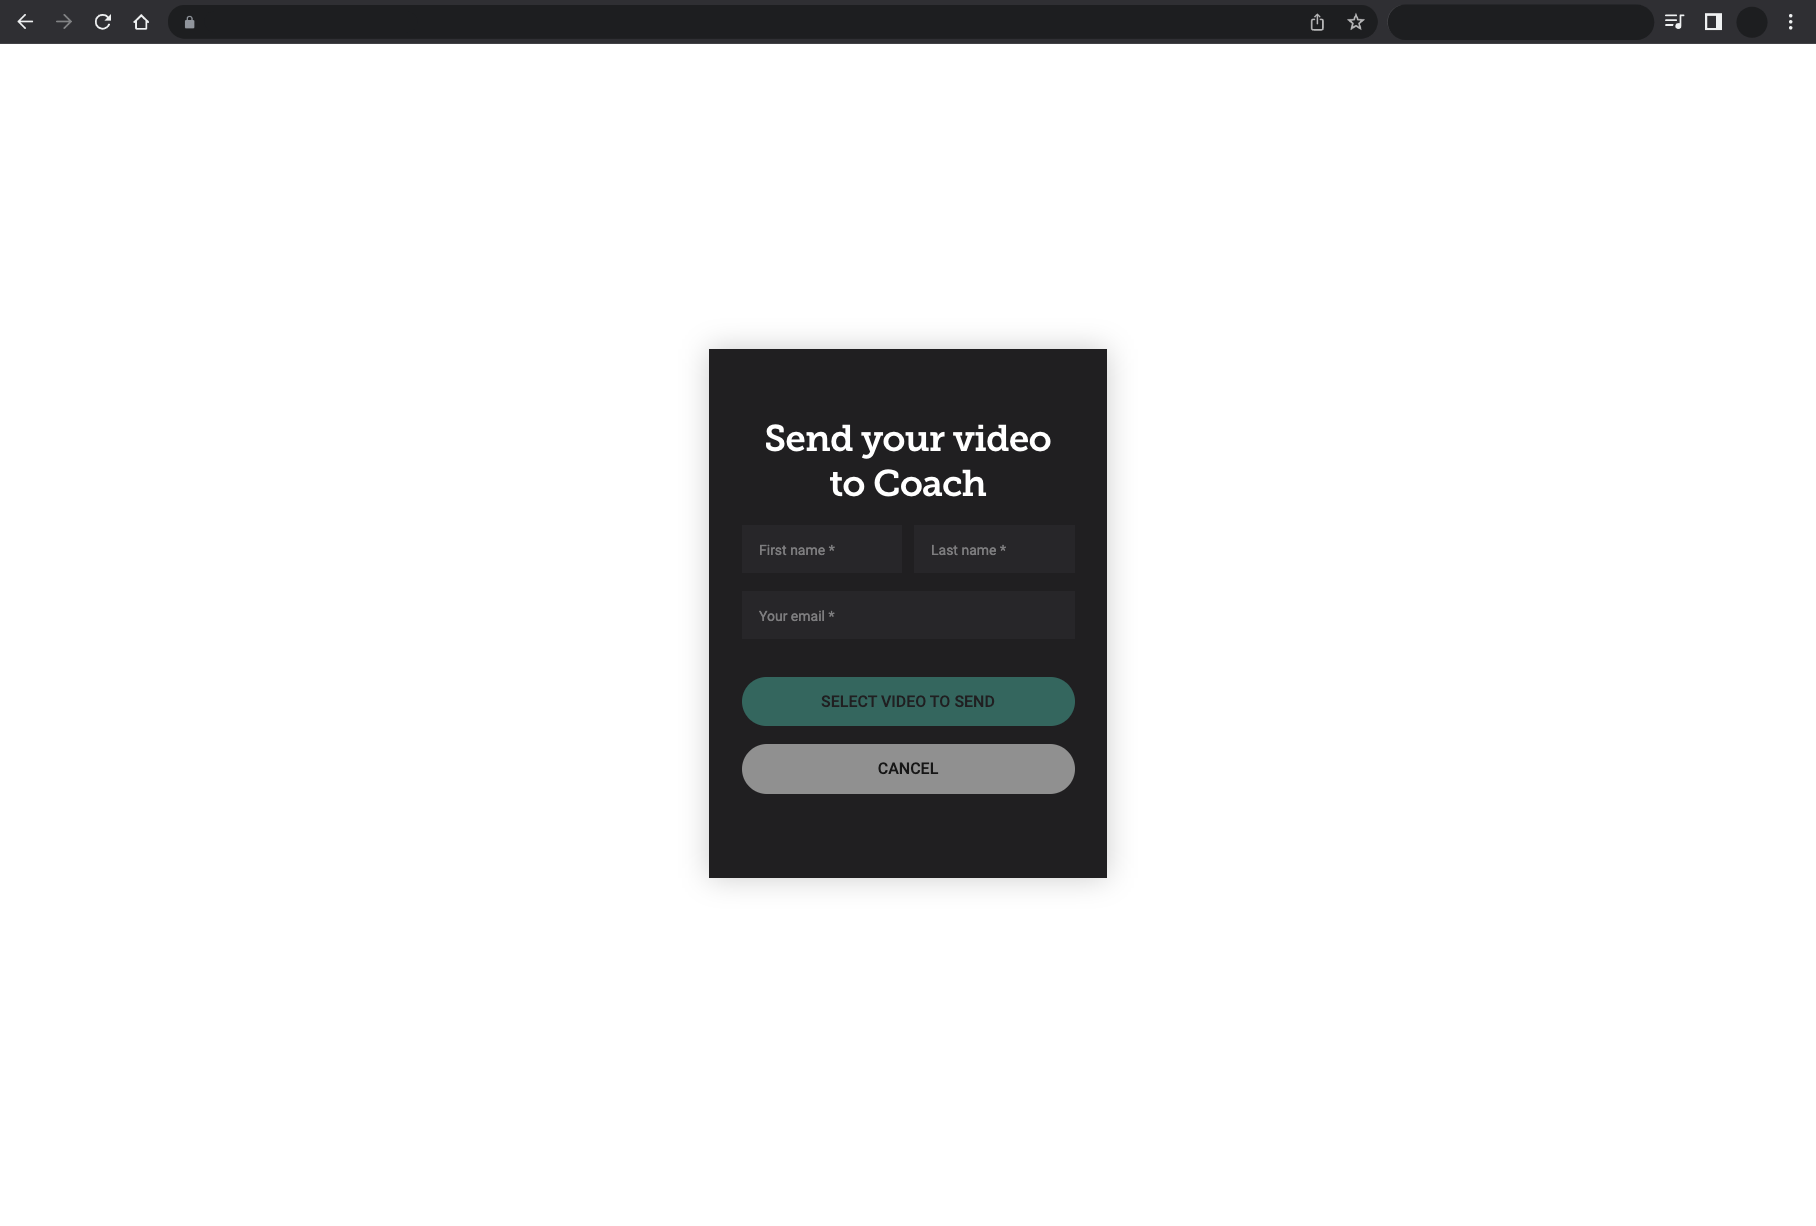 Send your video
to Coach
First name *
Last name *
Your email *
SELECT VIDEO TO SEND
CANCEL